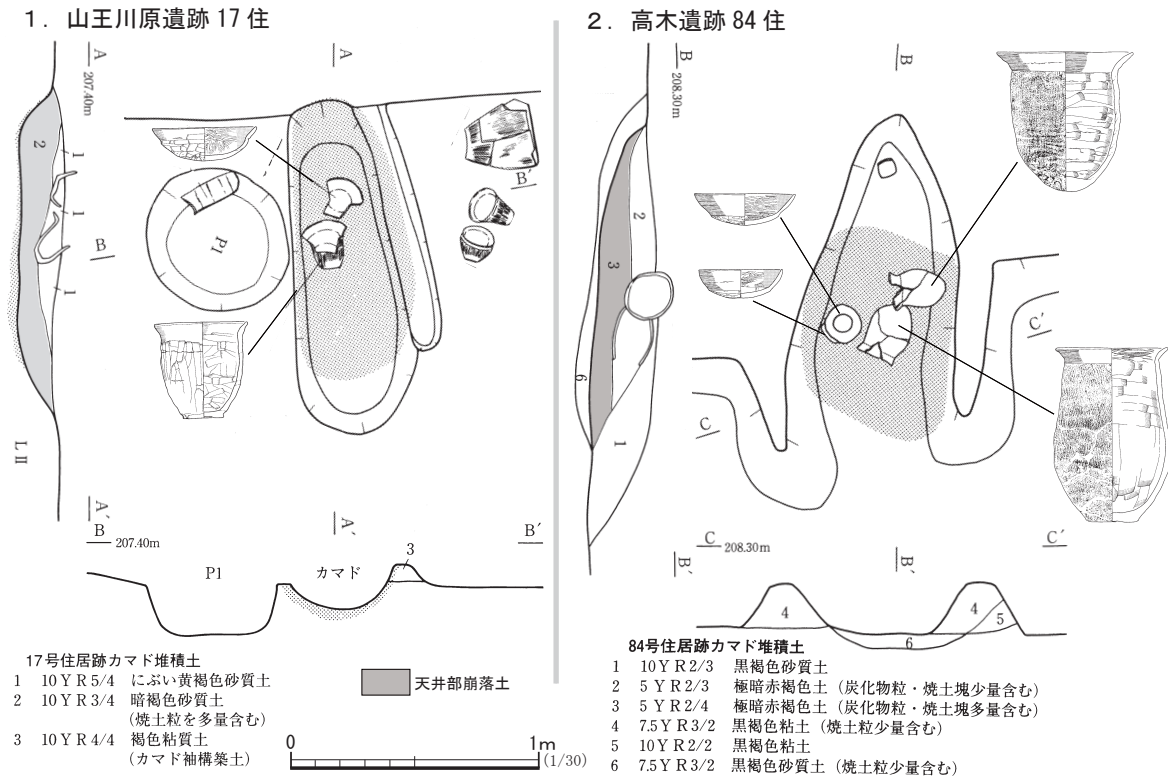 1．山王川原遺跡 17 住
A
207.40m
A
2
1
1
1
B
P1
B′
LⅡ
A′
A′
B
207.40m
B′
P1
カマド
3
17号住居跡カマド堆積土
1 10ＹＲ5/4 にぶい黄褐色砂質土
2 10ＹＲ3/4 暗褐色砂質土
（焼土粒を多量含む）
3 10ＹＲ4/4 褐色粘質土
（カマド袖構築土）
天井部崩落土
0
1m
(1/30)
2．高木遺跡 84 住
B
208.30m
B
2
3
6
1
C
C′
B′
B′
C
208.30m
C′
4
4
5
6
84号住居跡カマド堆積土
1 10ＹＲ2/3 黒褐色砂質土
2 5ＹＲ2/3 極暗赤褐色土（炭化物粒・焼土塊少量含む）
3 5ＹＲ2/4 極暗赤褐色土（炭化物粒・焼土塊多量含む）
4 7.5ＹＲ3/2 黒褐色粘土（焼土粒少量含む）
5 10ＹＲ2/2 黒褐色粘土
6 7.5ＹＲ3/2 黒褐色砂質土（焼土粒少量含む）